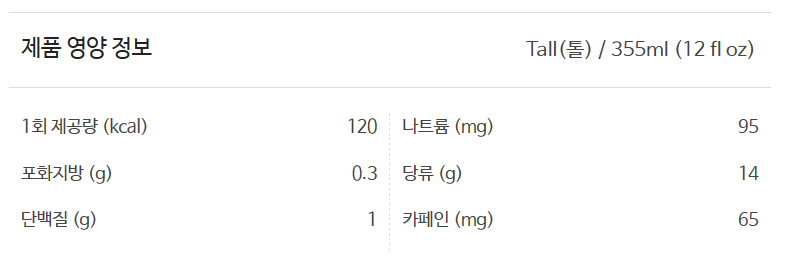 제품 영양 정보 Tall(톨) / 355ml (12 fl oz)
1회 제공량 (kcal) 120 나트륨 (mg) 95
포화지방 (g) 0.3 당류 (g) 14
단백질 (g) 1 카페인 (mg) 65